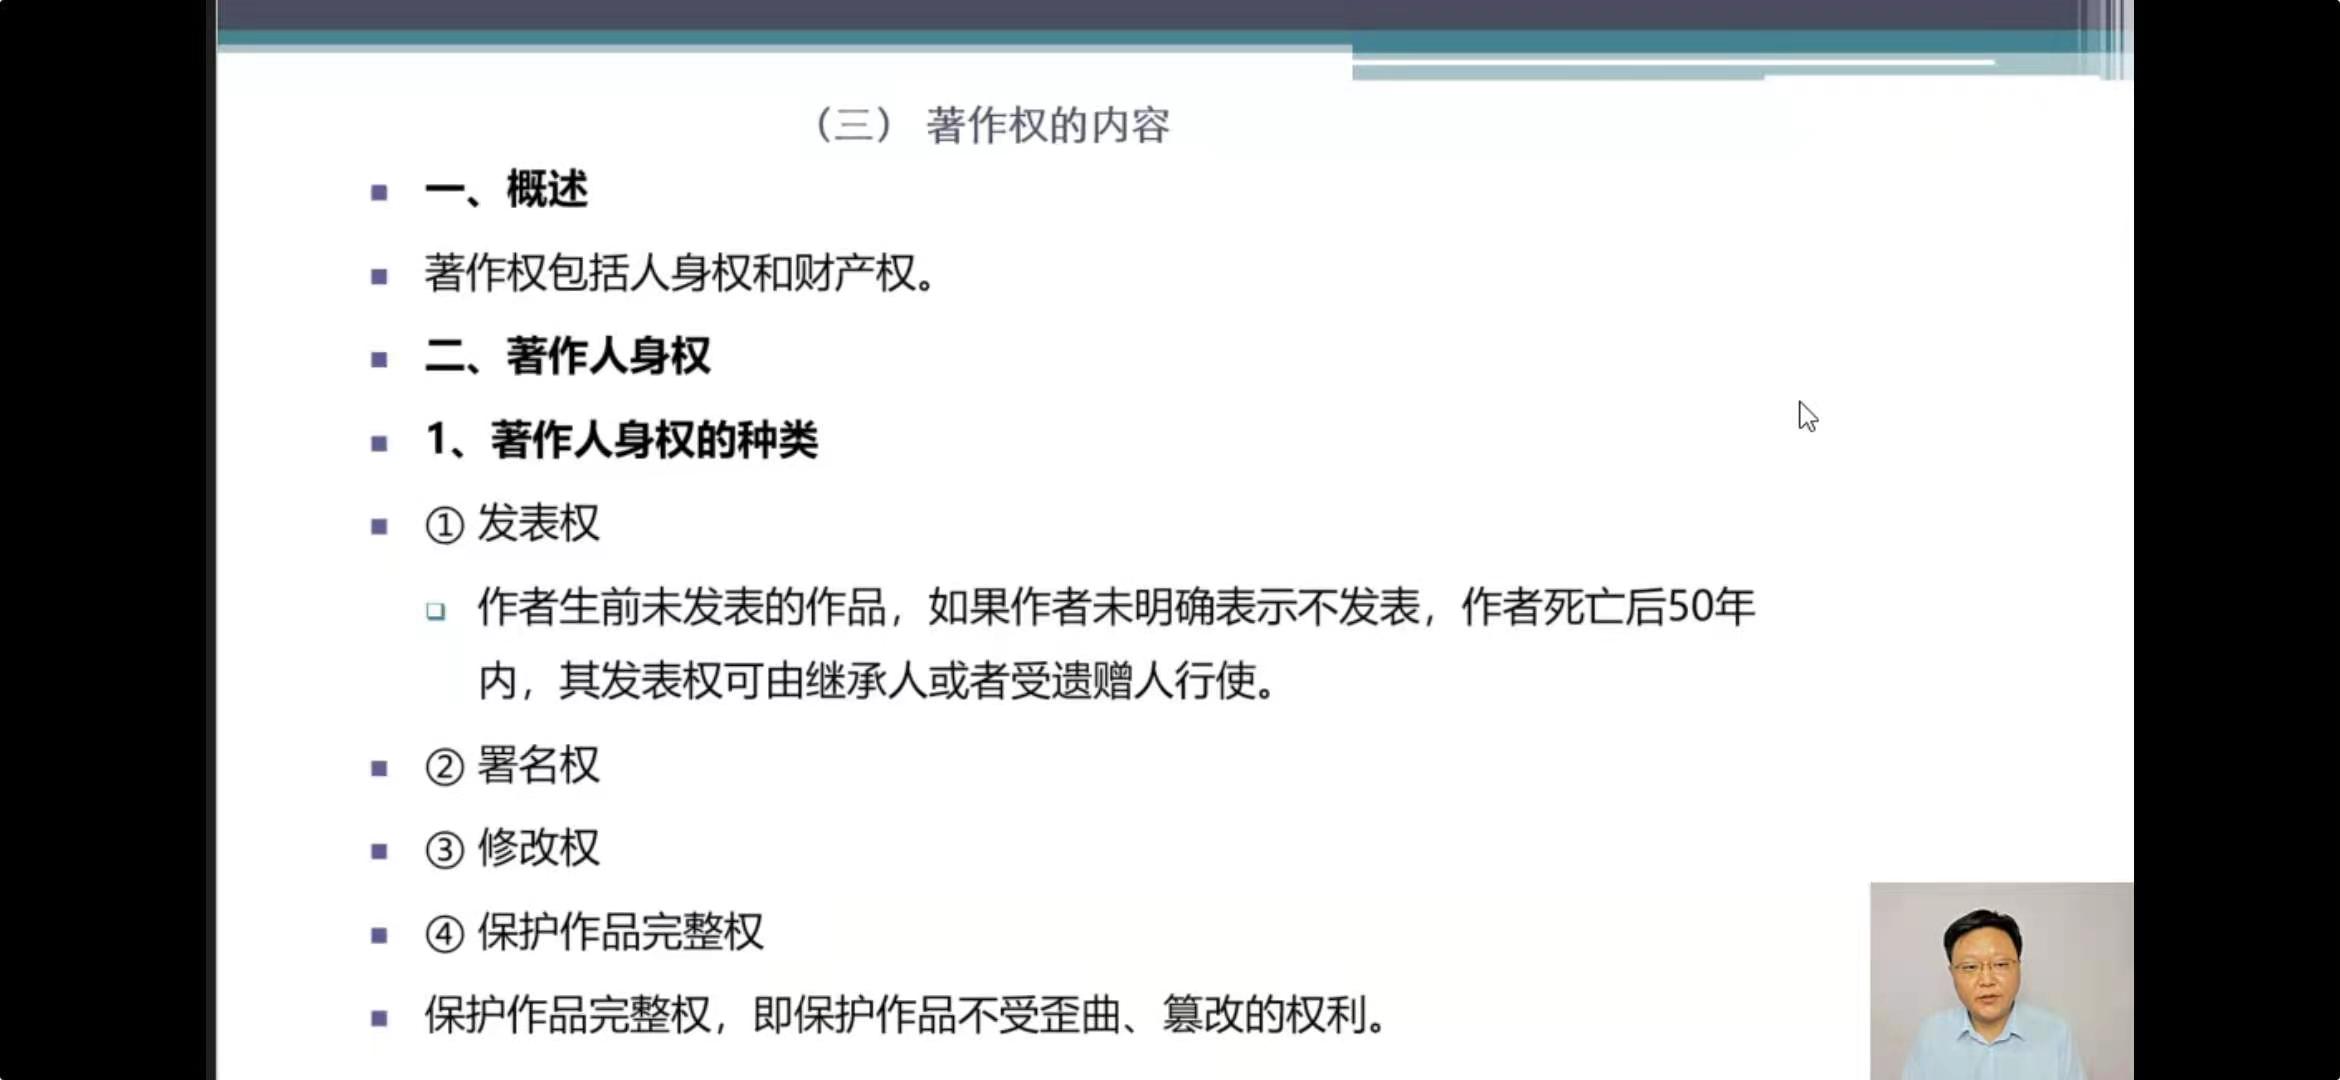 （三） 著作权的内容
一、概述
著作权包括人身权和财产权。
二、著作人身权
1、著作人身权的种类
① 发表权
作者生前未发表的作品，如果作者未明确表示不发表，作者死亡后50年
内，其发表权可由继承人或者受遗赠人行使。
② 署名权
③ 修改权
④ 保护作品完整权
保护作品完整权，即保护作品不受歪曲、篡改的权利。